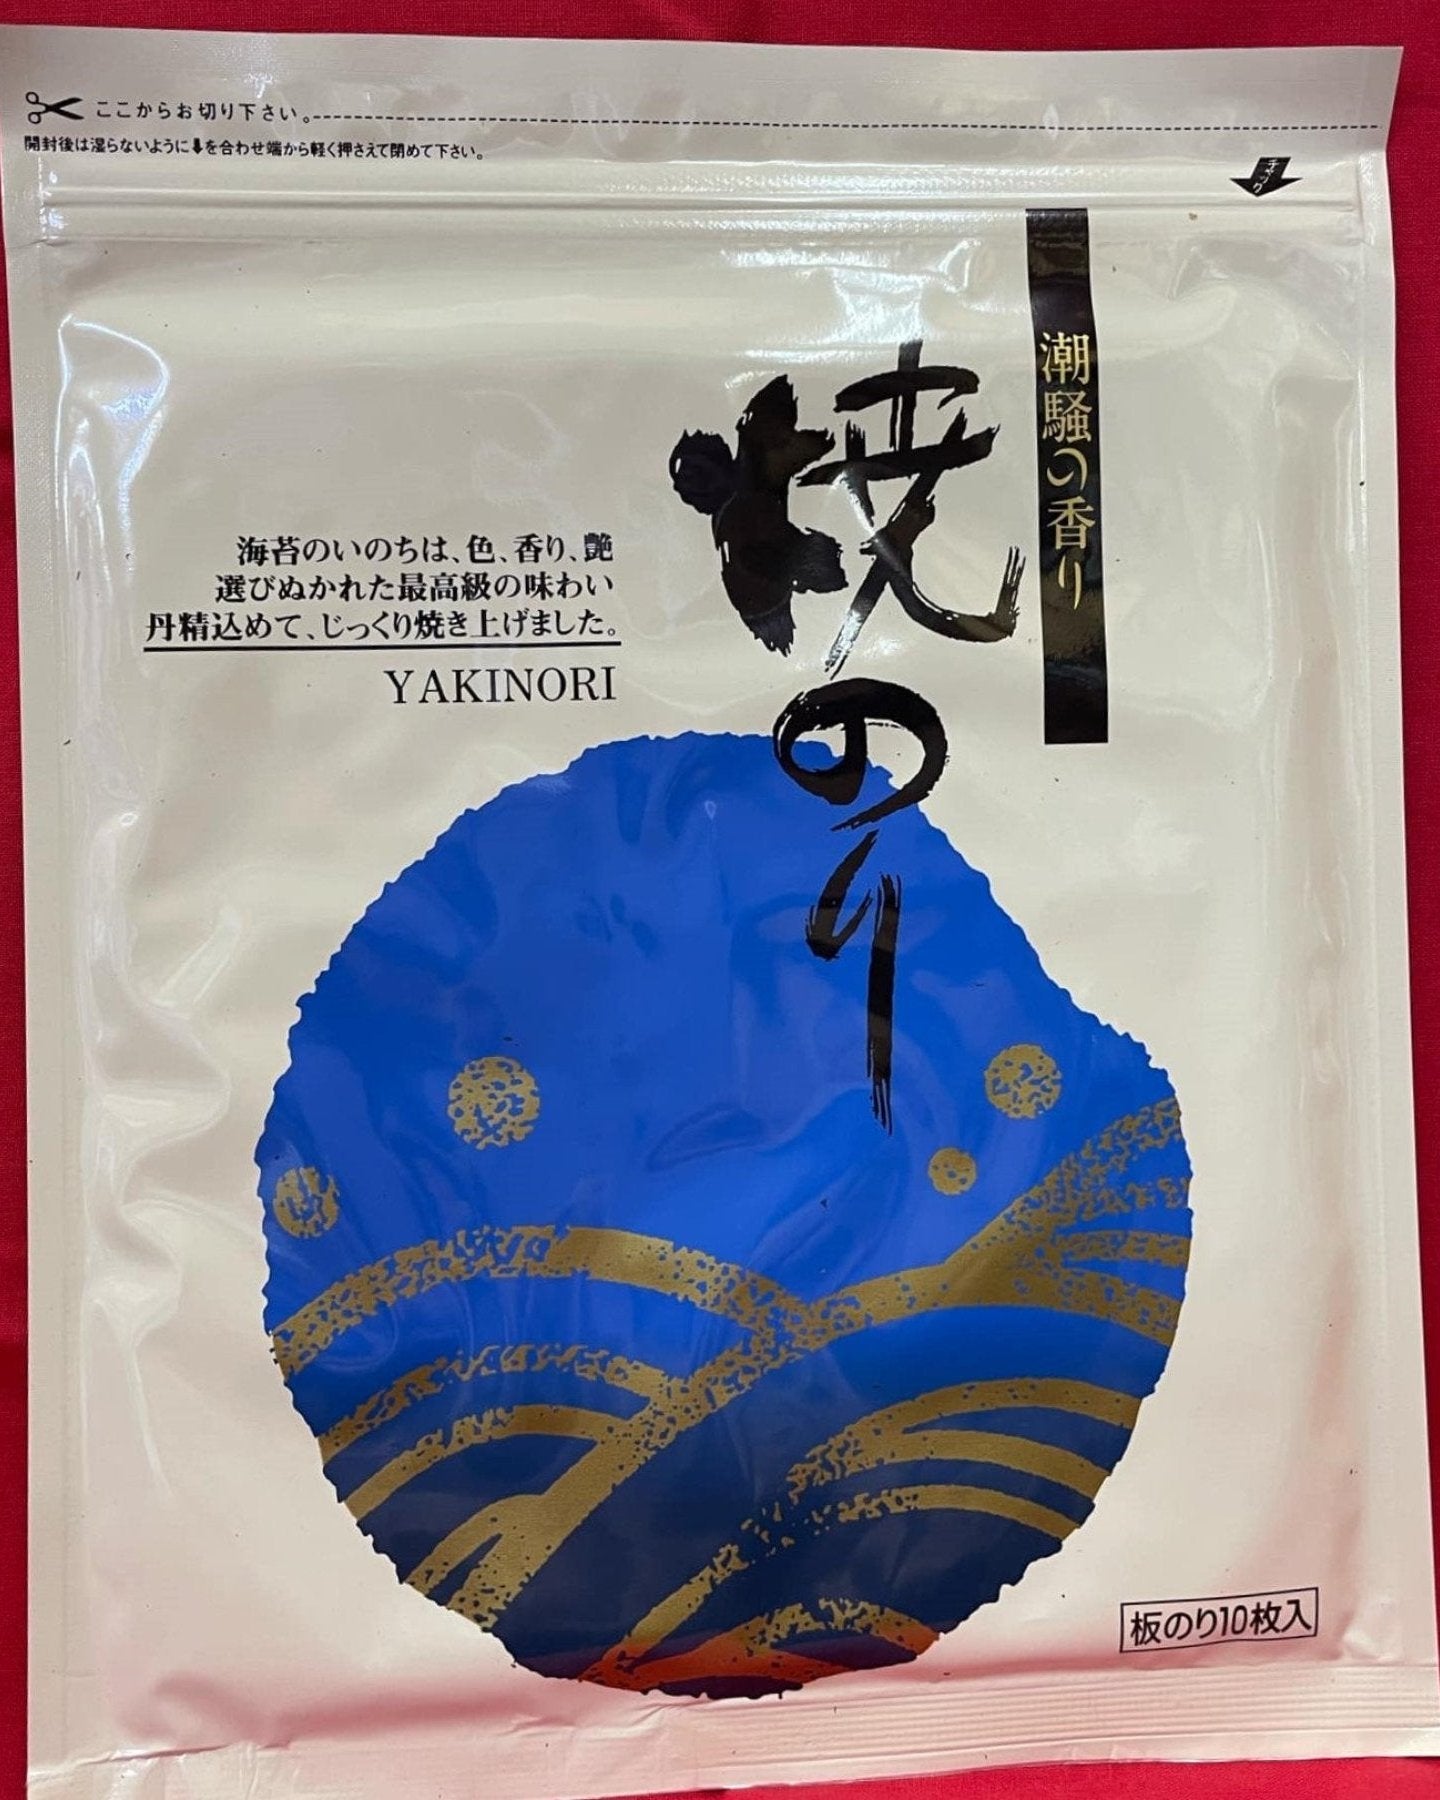 ここからお切り下さい。
開封後は湿らないように⬇を合わせ端から軽く押さえて閉めて下さい。
チャック
潮騒の香り
焼のり
海苔のいのちは、色、香り、艶
選びぬかれた最高級の味わい
丹精込めて、じっくり焼き上げました。
YAKINORI
板のり10枚入